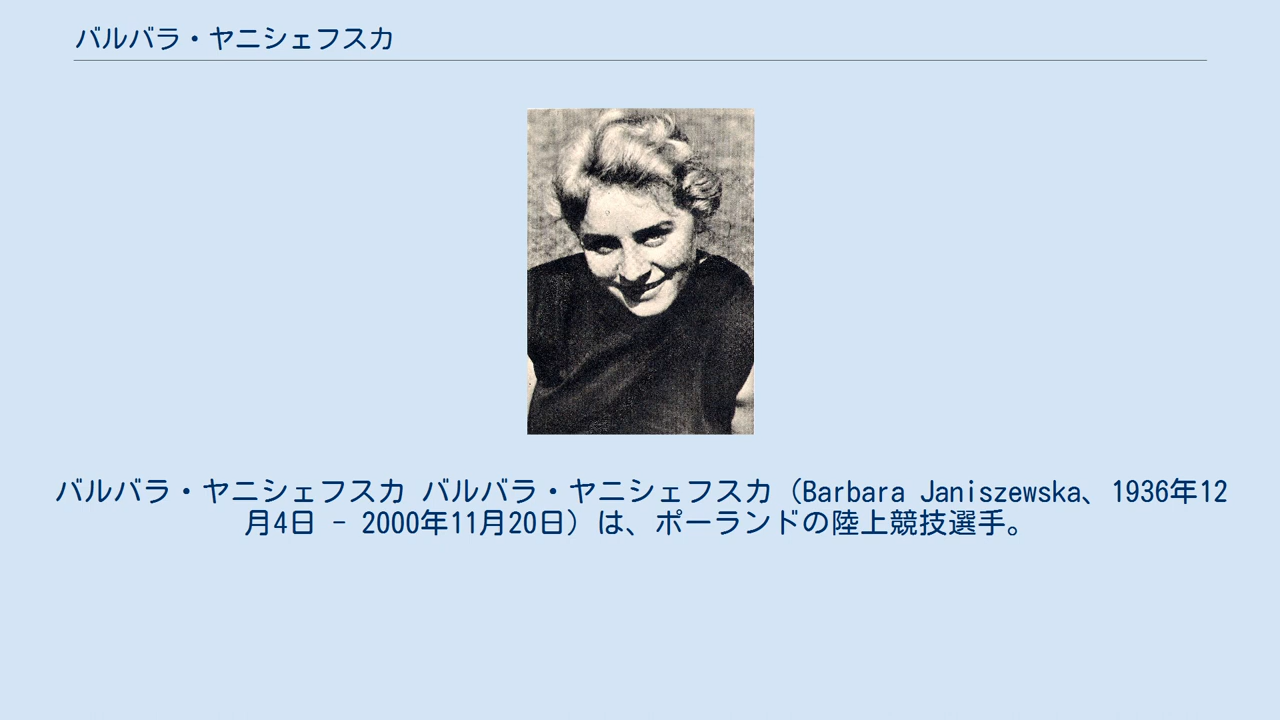 バルバラ・ヤニシェフスカ
バルバラ・ヤニシェフスカ バルバラ・ヤニシェフスカ（Barbara Janiszewska、1936年12
月4日 - 2000年11月20日）は、ポーランドの陸上競技選手。